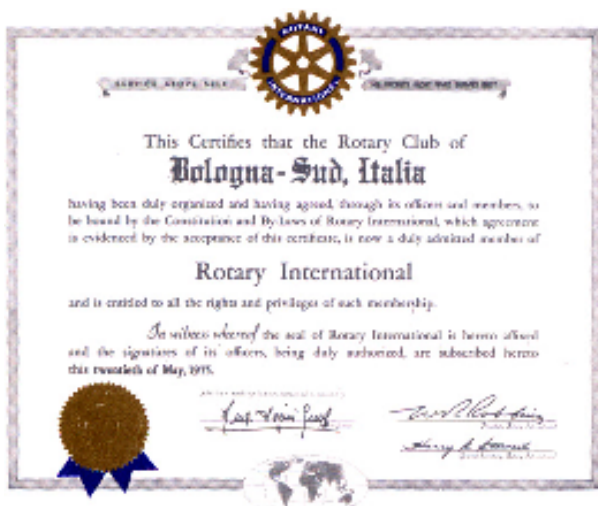 ROTARY
INTERNATIONAL
SERVICE ABOVE SELF
This Certifies that the Rotary Club of
Bologna-Sud, Italia
having been duly organized and having agreed, through its officers and members, to
be bound by the Constitution and By-Laws of Rotary International, which agreement
is evidenced by the acceptance of this certificate, is now a duly admitted member of
Rotary International
and is entitled to all the rights and privileges of such membership.
In witness whereof the seal of Rotary International is hereto affixed
and the signatures of its officers, being duly authorized, are subscribed hereto
this twentieth of May,